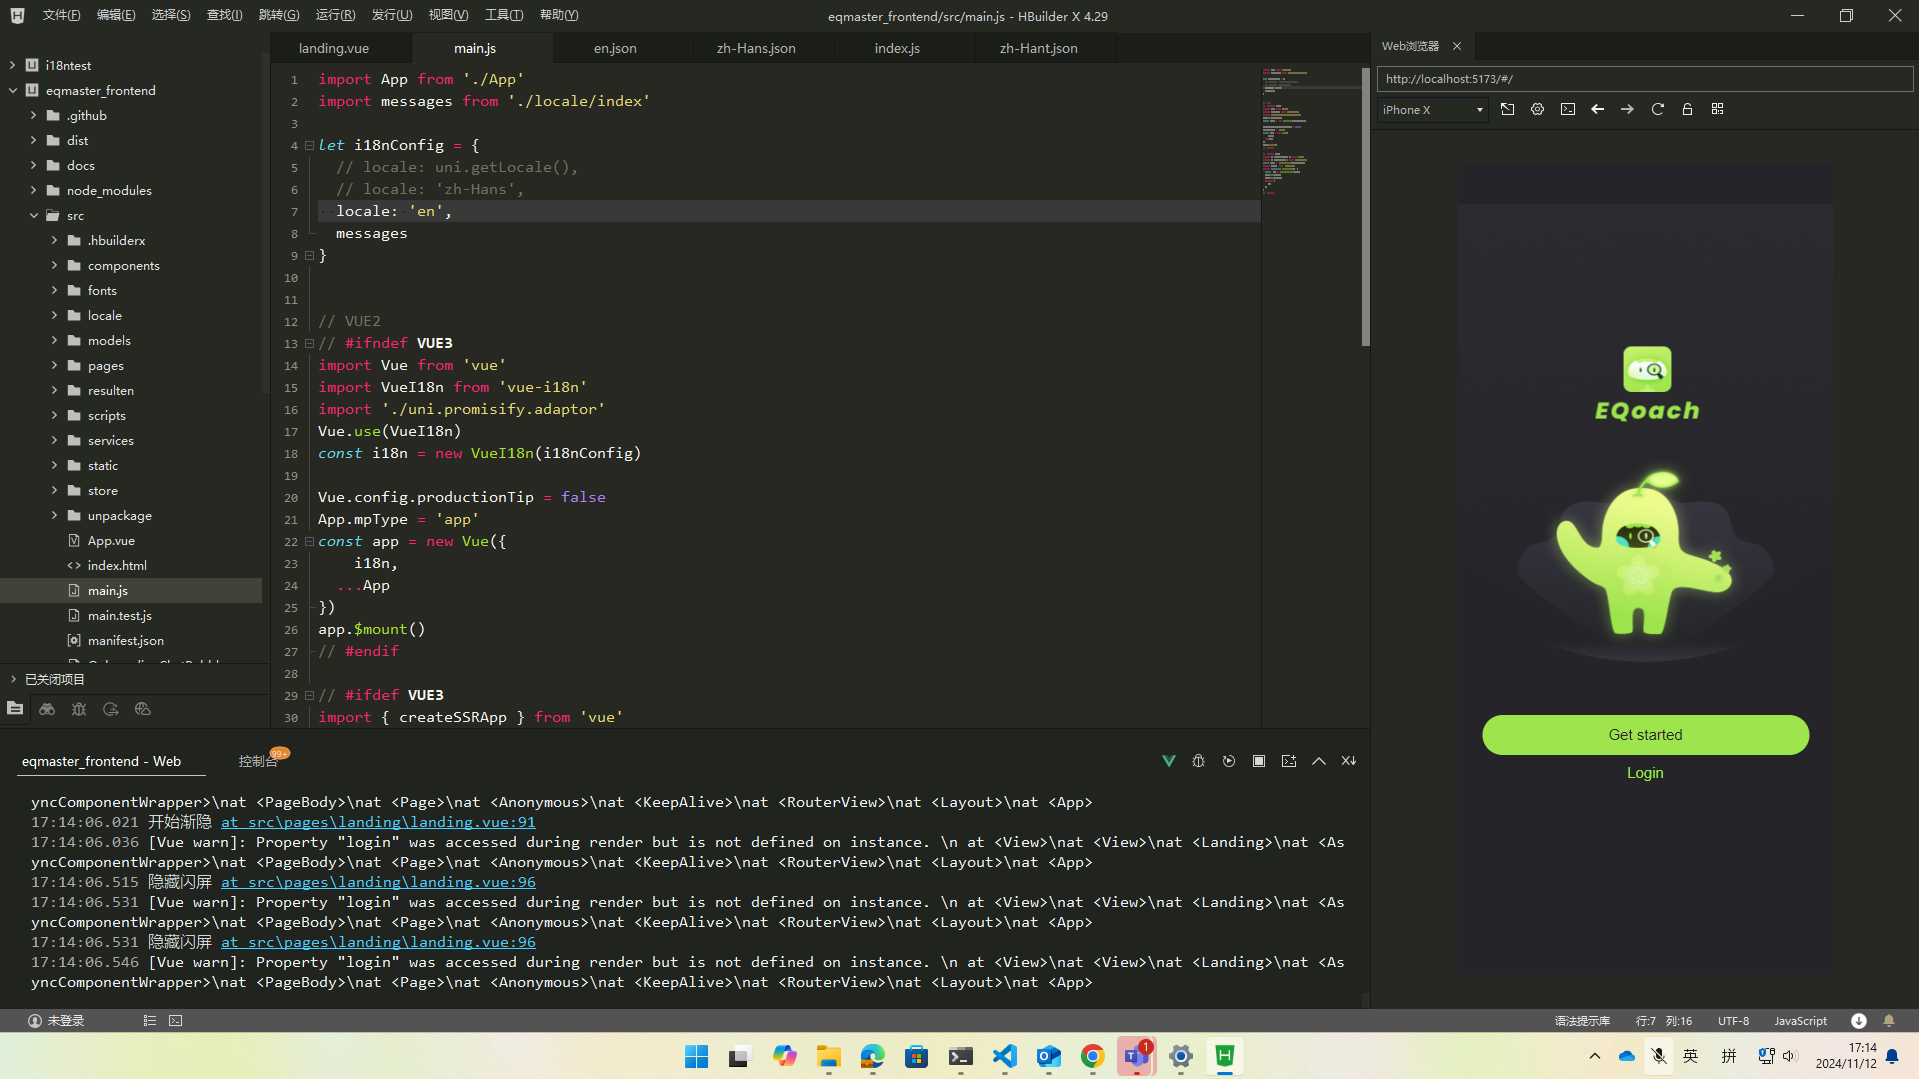 文件(F) 编辑(E) 选择(S) 查找(I) 跳转(G) 运行(R) 发行(U) 视图(V) 工具(T) 帮助(Y)
eqmaster_frontend/src/main.js - HBuilder X 4.29
i18ntest
eqmaster_frontend
.github
dist
docs
node_modules
src
.hbuilderx
components
fonts
locale
models
pages
resulten
scripts
services
static
store
unpackage
App.vue
index.html
main.js
main.test.js
manifest.json
已关闭项目
landing.vue main.js en.json zh-Hans.json index.js zh-Hant.json
1 import App from './App'
2 import messages from './locale/index'
3
4 let i18nConfig = {
5 // locale: uni.getLocale(),
6 // locale: 'zh-Hans',
7 locale: 'en',
8 messages
9 }
10
11
12 // VUE2
13 // #ifndef VUE3
14 import Vue from 'vue'
15 import VueI18n from 'vue-i18n'
16 import './uni.promisify.adaptor'
17 Vue.use(VueI18n)
18 const i18n = new VueI18n(i18nConfig)
19
20 Vue.config.productionTip = false
21 App.mpType = 'app'
22 const app = new Vue({
23 i18n,
24 ...App
25 })
26 app.$mount()
27 // #endif
28
29 // #ifdef VUE3
30 import { createSSRApp } from 'vue'
Web浏览器
http://localhost:5173/#/
iPhone X
EQoach
Get started
Login
eqmaster_frontend - Web 控制台 99+
yncComponentWrapper>\nat <PageBody>\nat <Page>\nat <Anonymous>\nat <KeepAlive>\nat <RouterView>\nat <Layout>\nat <App>
17:14:06.021 开始渐隐 at src\pages\landing\landing.vue:91
17:14:06.036 [Vue warn]: Property "login" was accessed during render but is not defined on instance. \n at <View>\nat <View>\nat <Landing>\nat <As
yncComponentWrapper>\nat <PageBody>\nat <Page>\nat <Anonymous>\nat <KeepAlive>\nat <RouterView>\nat <Layout>\nat <App>
17:14:06.515 隐藏闪屏 at src\pages\landing\landing.vue:96
17:14:06.531 [Vue warn]: Property "login" was accessed during render but is not defined on instance. \n at <View>\nat <View>\nat <Landing>\nat <As
yncComponentWrapper>\nat <PageBody>\nat <Page>\nat <Anonymous>\nat <KeepAlive>\nat <RouterView>\nat <Layout>\nat <App>
17:14:06.531 隐藏闪屏 at src\pages\landing\landing.vue:96
17:14:06.546 [Vue warn]: Property "login" was accessed during render but is not defined on instance. \n at <View>\nat <View>\nat <Landing>\nat <As
yncComponentWrapper>\nat <PageBody>\nat <Page>\nat <Anonymous>\nat <KeepAlive>\nat <RouterView>\nat <Layout>\nat <App>
未登录
语法提示库 行:7 列:16 UTF-8 JavaScript
1
英 拼
17:14
2024/11/12